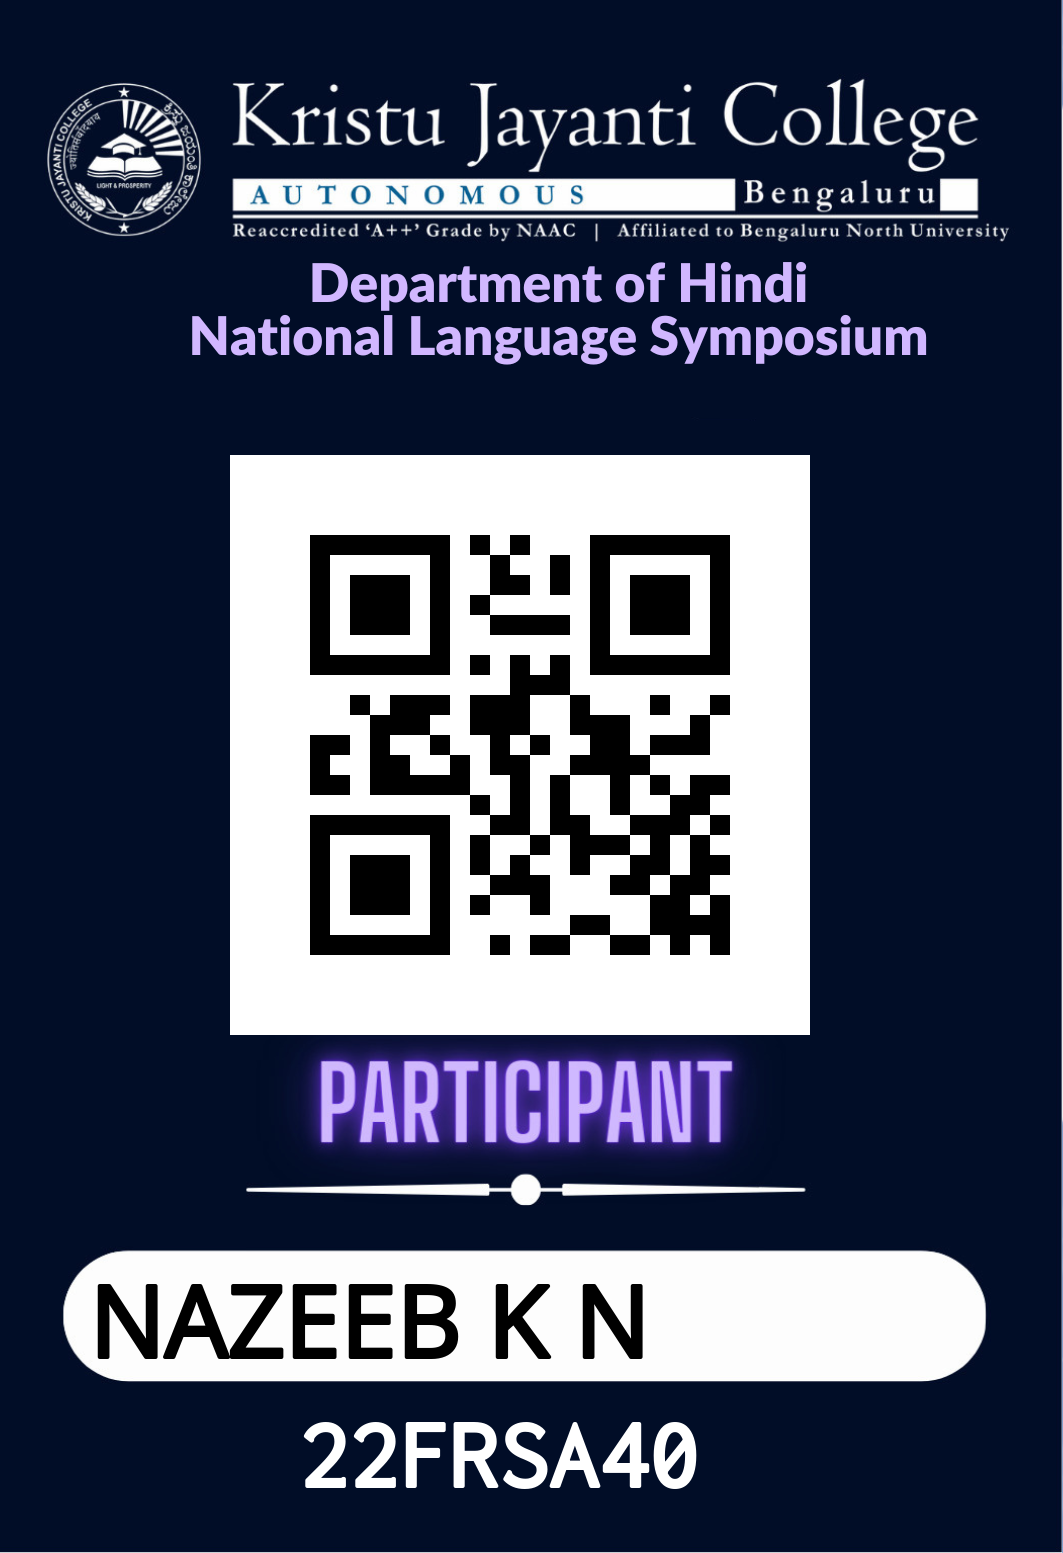 KRISTU JAYANTI COLLEGE
LIGHT & PROSPERITY
Kristu Jayanti College
AUTONOMOUS Bengaluru
Reaccredited ‘A++’ Grade by NAAC | Affiliated to Bengaluru North University
Department of Hindi
National Language Symposium
PARTICIPANT
NAZEEB K N
22FRSA40